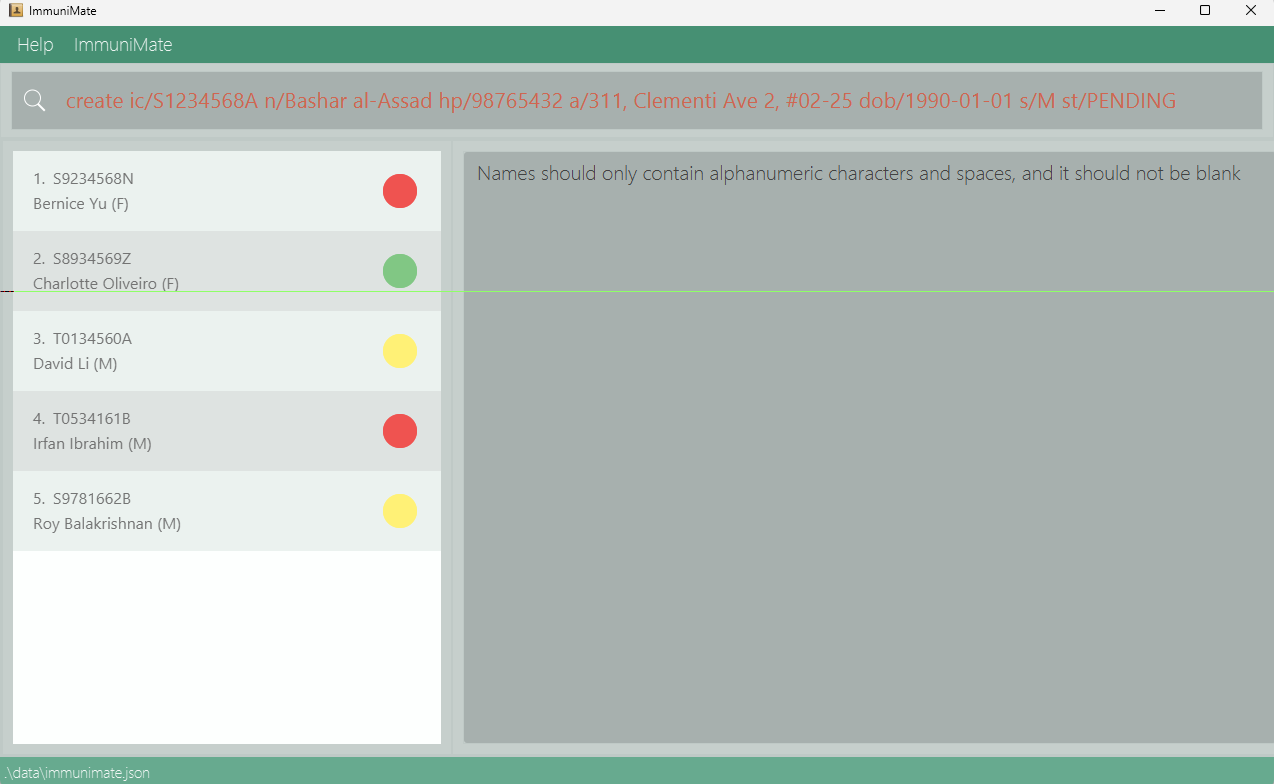 ImmuniMate
Help ImmuniMate
create ic/S1234568A n/Bashar al-Assad hp/98765432 a/311, Clementi Ave 2, #02-25 dob/1990-01-01 s/M st/PENDING
1. S9234568N
Bernice Yu (F)
2. S8934569Z
Charlotte Oliveiro (F)
3. T0134560A
David Li (M)
4. T0534161B
Irfan Ibrahim (M)
5. S9781662B
Roy Balakrishnan (M)
Names should only contain alphanumeric characters and spaces, and it should not be blank
.\data\immunimate.json